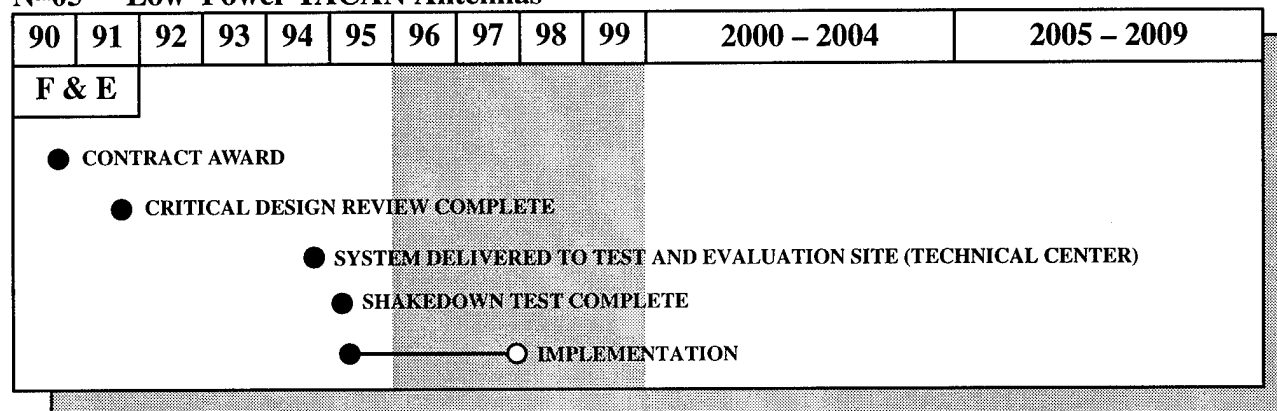 Low-Power TACAN Antennas
90 91 92 93 94 95 96 97 98 99 2000 – 2004 2005 – 2009
F & E
CONTRACT AWARD
CRITICAL DESIGN REVIEW COMPLETE
SYSTEM DELIVERED TO TEST AND EVALUATION SITE (TECHNICAL CENTER)
SHAKEDOWN TEST COMPLETE
IMPLEMENTATION